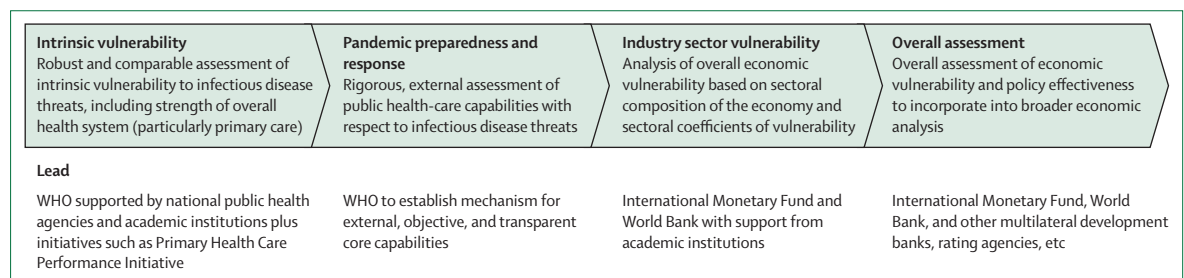 Intrinsic vulnerability
Robust and comparable assessment of
intrinsic vulnerability to infectious disease
threats, including strength of overall
health system (particularly primary care)
Pandemic preparedness and
response
Rigorous, external assessment of
public health-care capabilities with
respect to infectious disease threats
Industry sector vulnerability
Analysis of overall economic
vulnerability based on sectoral
composition of the economy and
sectoral coefficients of vulnerability
Overall assessment
Overall assessment of economic
vulnerability and policy effectiveness
to incorporate into broader economic
analysis
Lead
WHO supported by national public health
agencies and academic institutions plus
initiatives such as Primary Health Care
Performance Initiative
WHO to establish mechanism for
external, objective, and transparent
core capabilities
International Monetary Fund and
World Bank with support from
academic institutions
International Monetary Fund, World
Bank, and other multilateral development
banks, rating agencies, etc